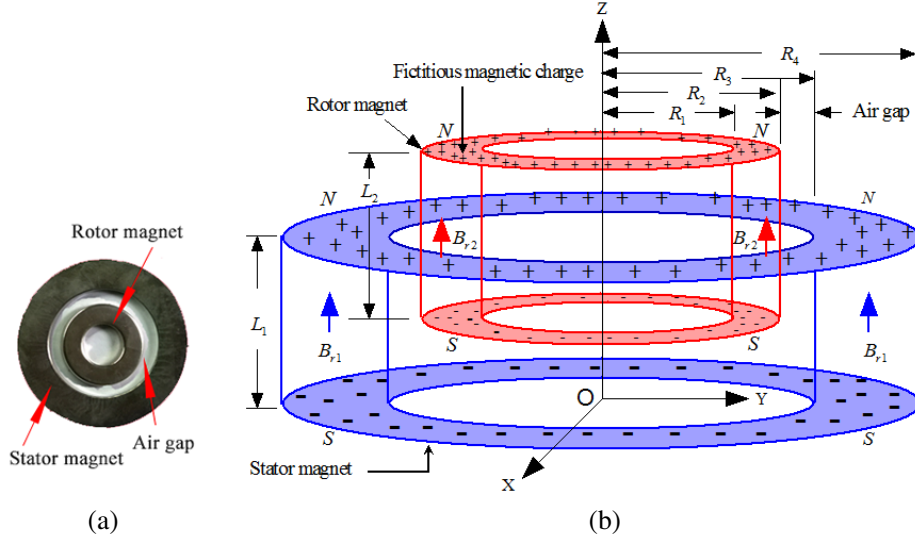 Z
R4
R3
Fictitious magnetic charge
R2
Rotor magnet
R1
Air gap
N
N
L2
N
N
Br2
Br2
Rotor magnet
L1
S
S
Br1
Br1
O
Y
Air gap
Stator magnet
S
S
Stator magnet
X
(a)
(b)